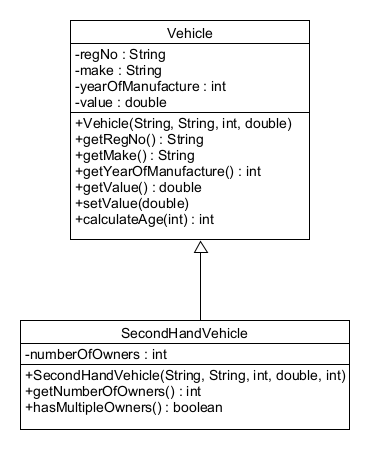 Vehicle
-regNo : String
-make : String
-yearOfManufacture : int
-value : double
+Vehicle(String, String, int, double)
+getRegNo() : String
+getMake() : String
+getYearOfManufacture() : int
+getValue() : double
+setValue(double)
+calculateAge(int) : int
SecondHandVehicle
-numberOfOwners : int
+SecondHandVehicle(String, String, int, double, int)
+getNumberOfOwners() : int
+hasMultipleOwners() : boolean